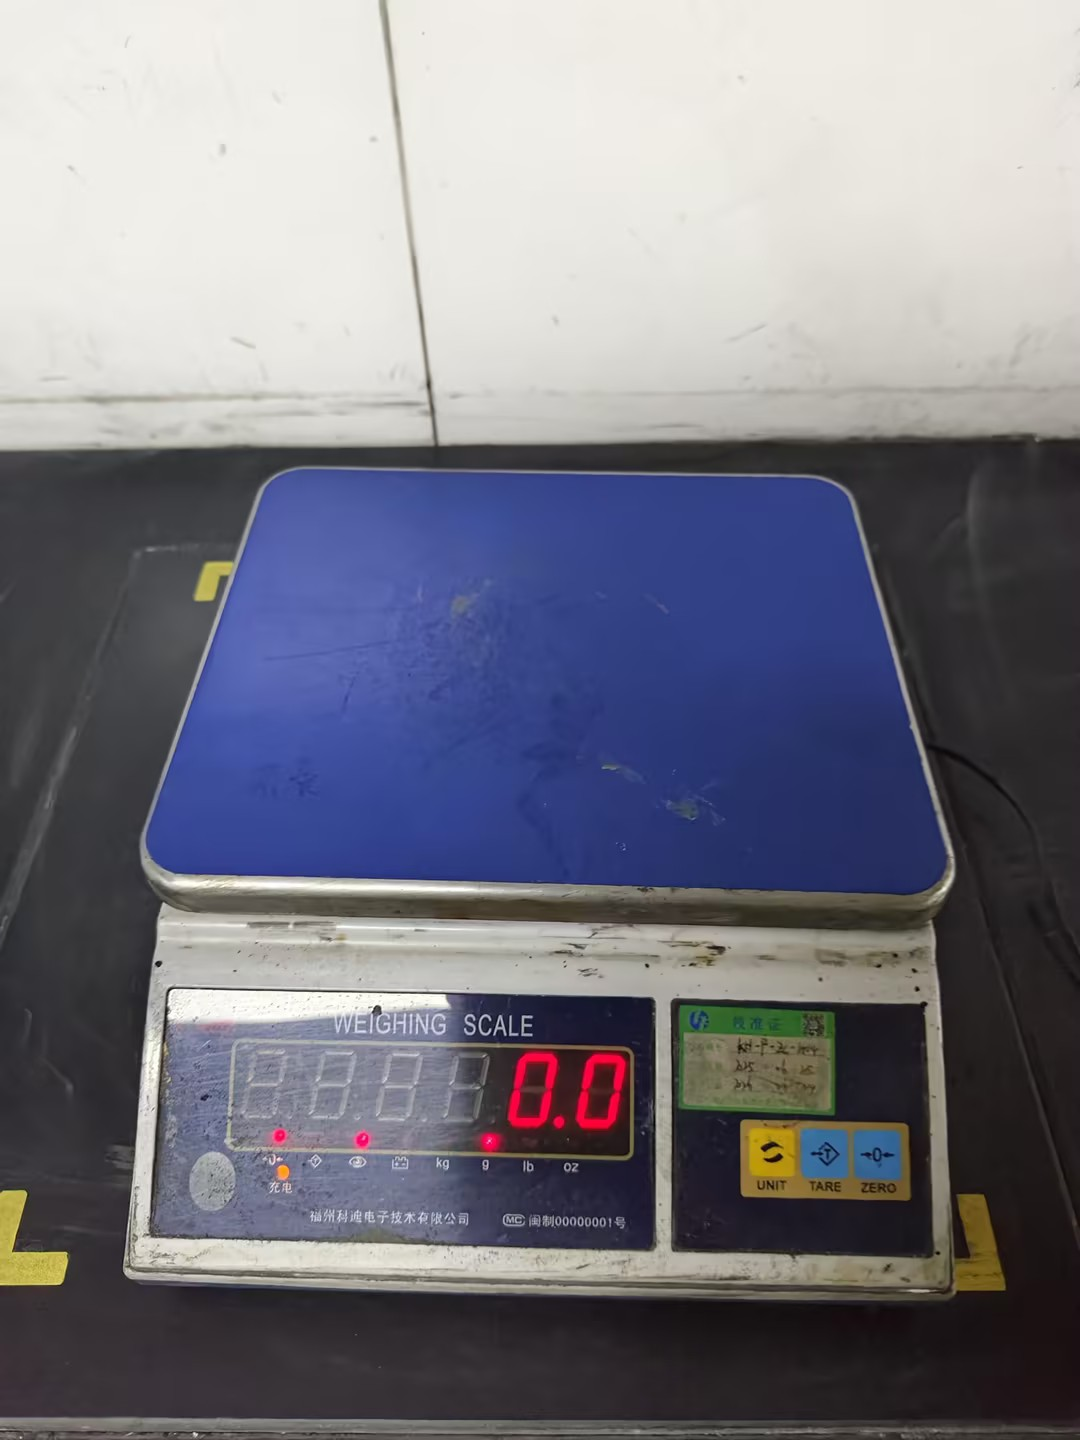 WEIGHING SCALE
0.0
kg g lb oz
充电
福州科迪电子技术有限公司 MC 闽制00000001号
校准证
UNIT TARE ZERO